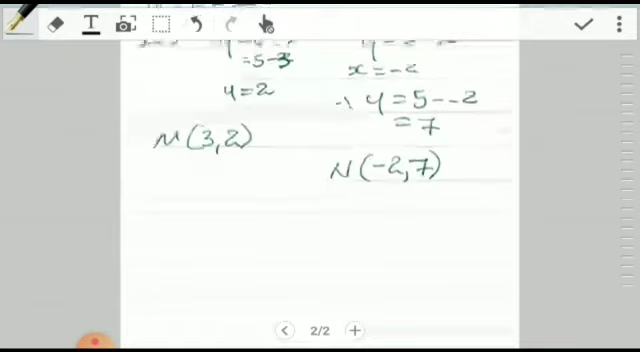 T
=5-3
x=-2
y=2
∴ y=5--2
=7
M(3,2)
N(-2,7)
2/2